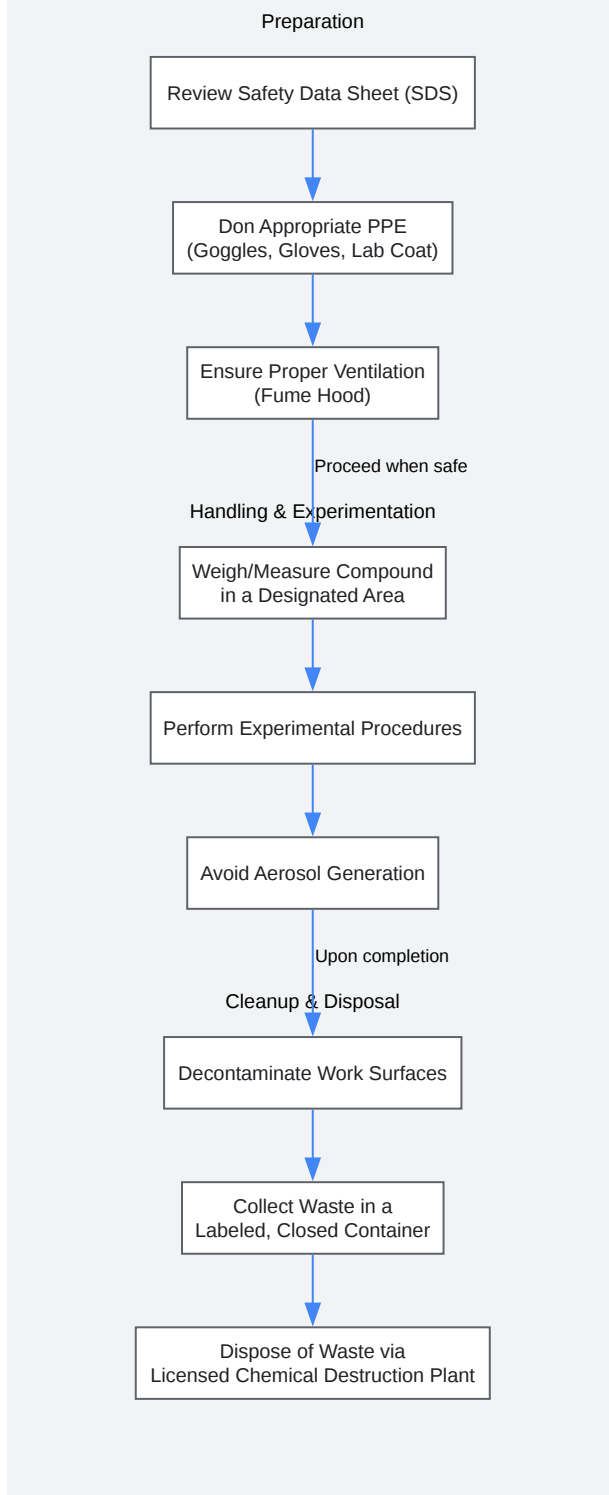 Preparation
Review Safety Data Sheet (SDS)
Don Appropriate PPE
(Goggles, Gloves, Lab Coat)
Ensure Proper Ventilation
(Fume Hood)
Proceed when safe
Handling & Experimentation
Weigh/Measure Compound
in a Designated Area
Perform Experimental Procedures
Avoid Aerosol Generation
Upon completion
Cleanup & Disposal
Decontaminate Work Surfaces
Collect Waste in a
Labeled, Closed Container
Dispose of Waste via
Licensed Chemical Destruction Plant